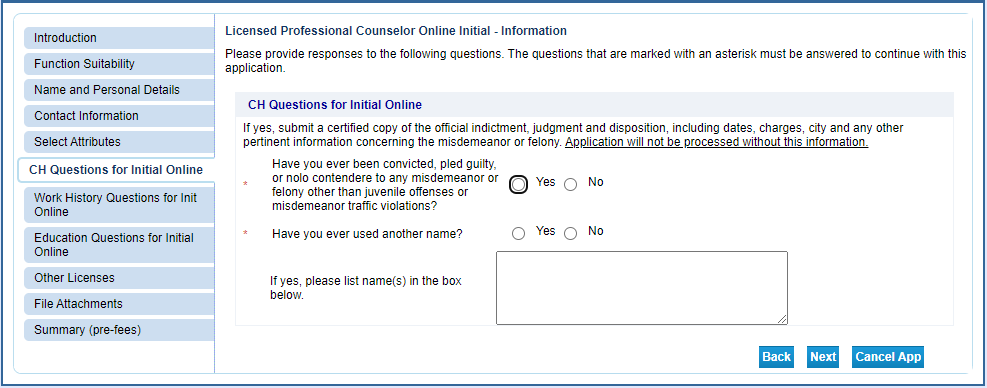 Introduction
Function Suitability
Name and Personal Details
Contact Information
Select Attributes
CH Questions for Initial Online
Work History Questions for Init
Online
Education Questions for Initial
Online
Other Licenses
File Attachments
Summary (pre-fees)
Licensed Professional Counselor Online Initial - Information
Please provide responses to the following questions. The questions that are marked with an asterisk must be answered to continue with this
application.
CH Questions for Initial Online
If yes, submit a certified copy of the official indictment, judgment and disposition, including dates, charges, city and any other
pertinent information concerning the misdemeanor or felony. Application will not be processed without this information.
Have you ever been convicted, pled guilty,
or nolo contendere to any misdemeanor or
* Yes No
felony other than juvenile offenses or
misdemeanor traffic violations?
* Have you ever used another name? Yes No
If yes, please list name(s) in the box
below.
Back Next Cancel App